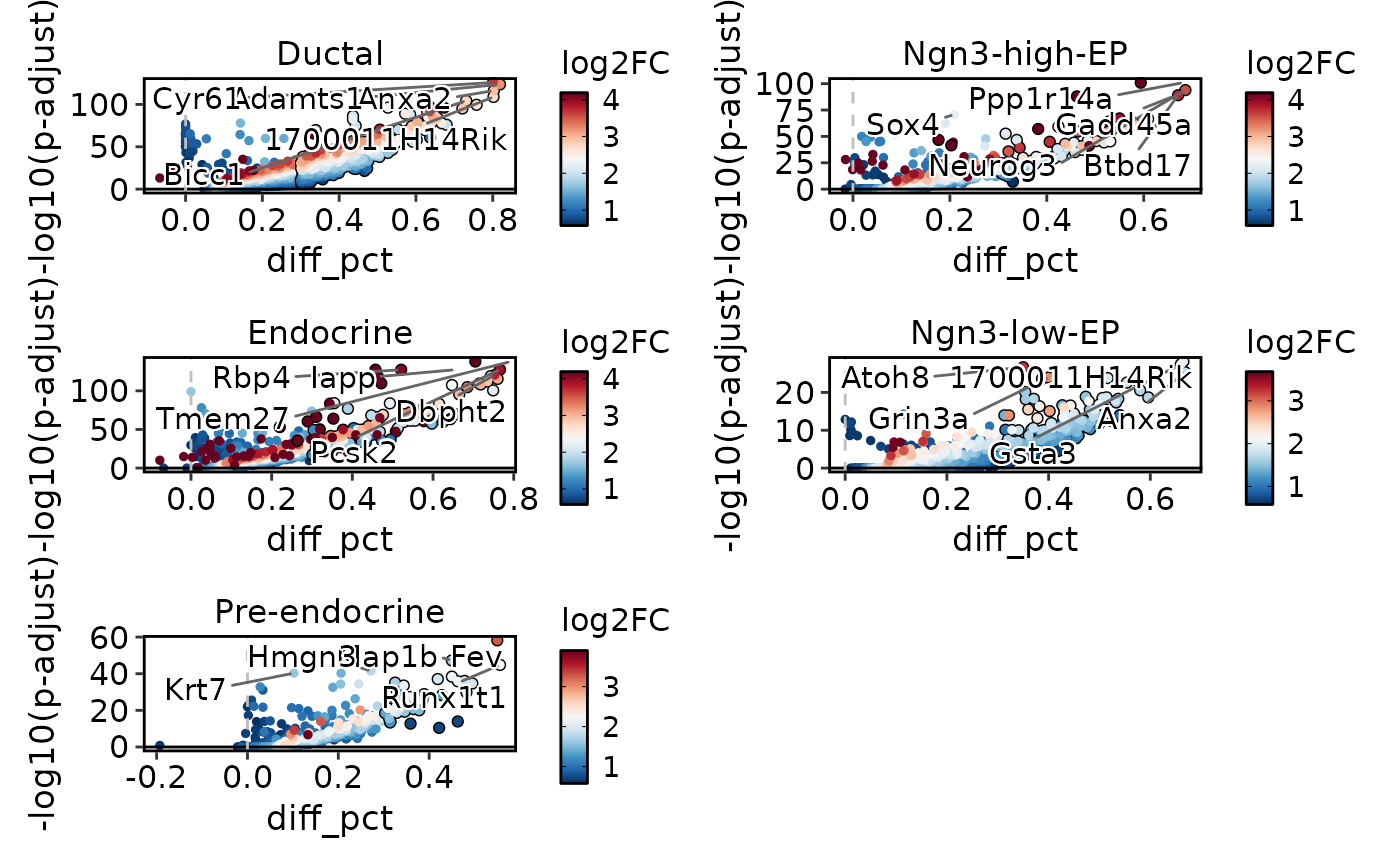 Ductal
log2FC
-log10(p-adjust)
100
50
0
Cyr61 Adamts1 Anxa2
1700011H14Rik
Bicc1
4
3
2
1
0.0 0.2 0.4 0.6 0.8
diff_pct
Ngn3-high-EP
log2FC
-log10(p-adjust)
100
75
50
25
0
Ppp1r14a
Sox4 Gadd45a
Neurog3 Btbd17
4
3
2
1
0.0 0.2 0.4 0.6
diff_pct
Endocrine
log2FC
-log10(p-adjust)
100
50
0
Rbp4 Iapp
Tmem27 Dbpht2
Pcsk2
4
3
2
1
0.0 0.2 0.4 0.6 0.8
diff_pct
Ngn3-low-EP
log2FC
-log10(p-adjust)
20
10
0
Atoh8 1700011H14Rik
Grin3a Anxa2
Gsta3
3
2
1
0.0 0.2 0.4 0.6
diff_pct
Pre-endocrine
log2FC
-log10(p-adjust)
60
40
20
0
Hmgn3 Fev
Krt7
Runx1t1
3
2
1
-0.2 0.0 0.2 0.4
diff_pct